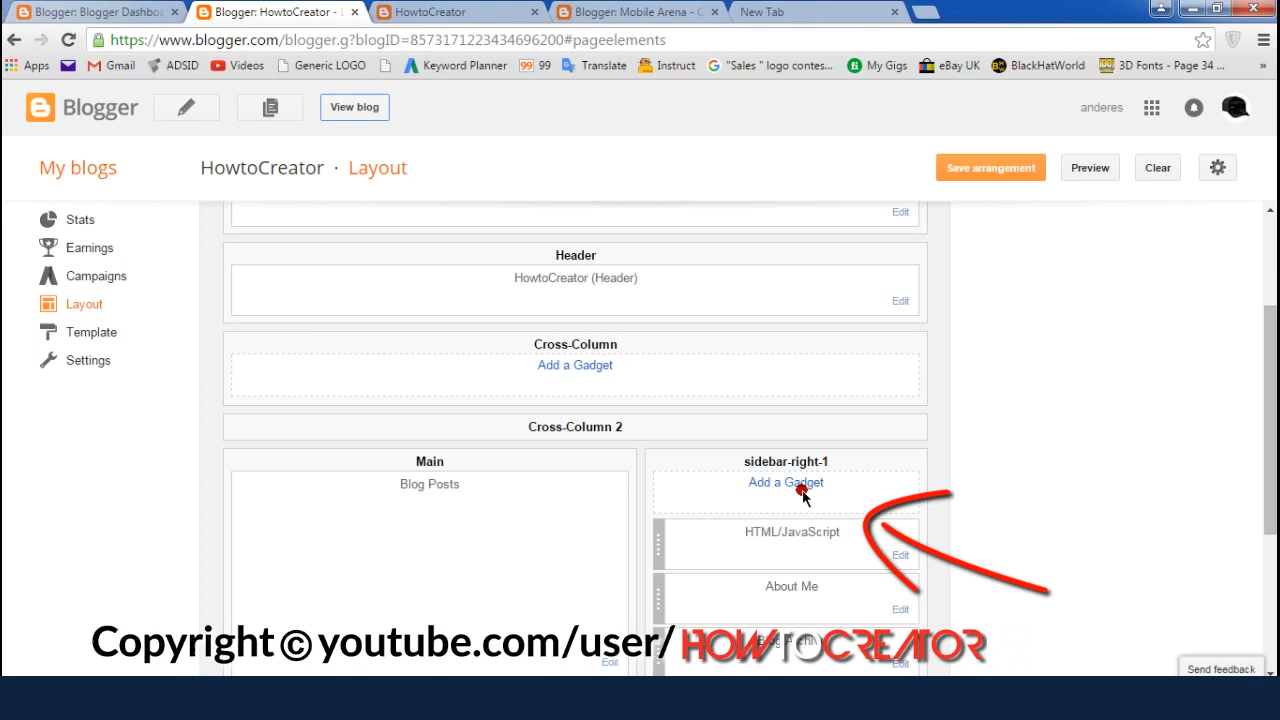 Blogger: Blogger Dashboa
Blogger: HowtoCreator - L
HowtoCreator
Blogger: Mobile Arena - C
New Tab
https://www.blogger.com/blogger.g?blogID=8573171223434696200#pageelements
Apps Gmail ADSID Videos Generic LOGO Keyword Planner 99 99 Translate Instruct "Sales " logo contes... My Gigs eBay UK BlackHatWorld 3D Fonts - Page 34 ... »
Blogger View blog anderes
My blogs HowtoCreator · Layout Save arrangement Preview Clear
Stats
Earnings
Campaigns
Layout
Template
Settings
Edit
Header
HowtoCreator (Header)
Edit
Cross-Column
Add a Gadget
Cross-Column 2
Main
Blog Posts
Edit
sidebar-right-1
Add a Gadget
HTML/JavaScript
Edit
About Me
Edit
Edit
Copyright © youtube.com/user/ HOWTOCREATOR
Send feedback